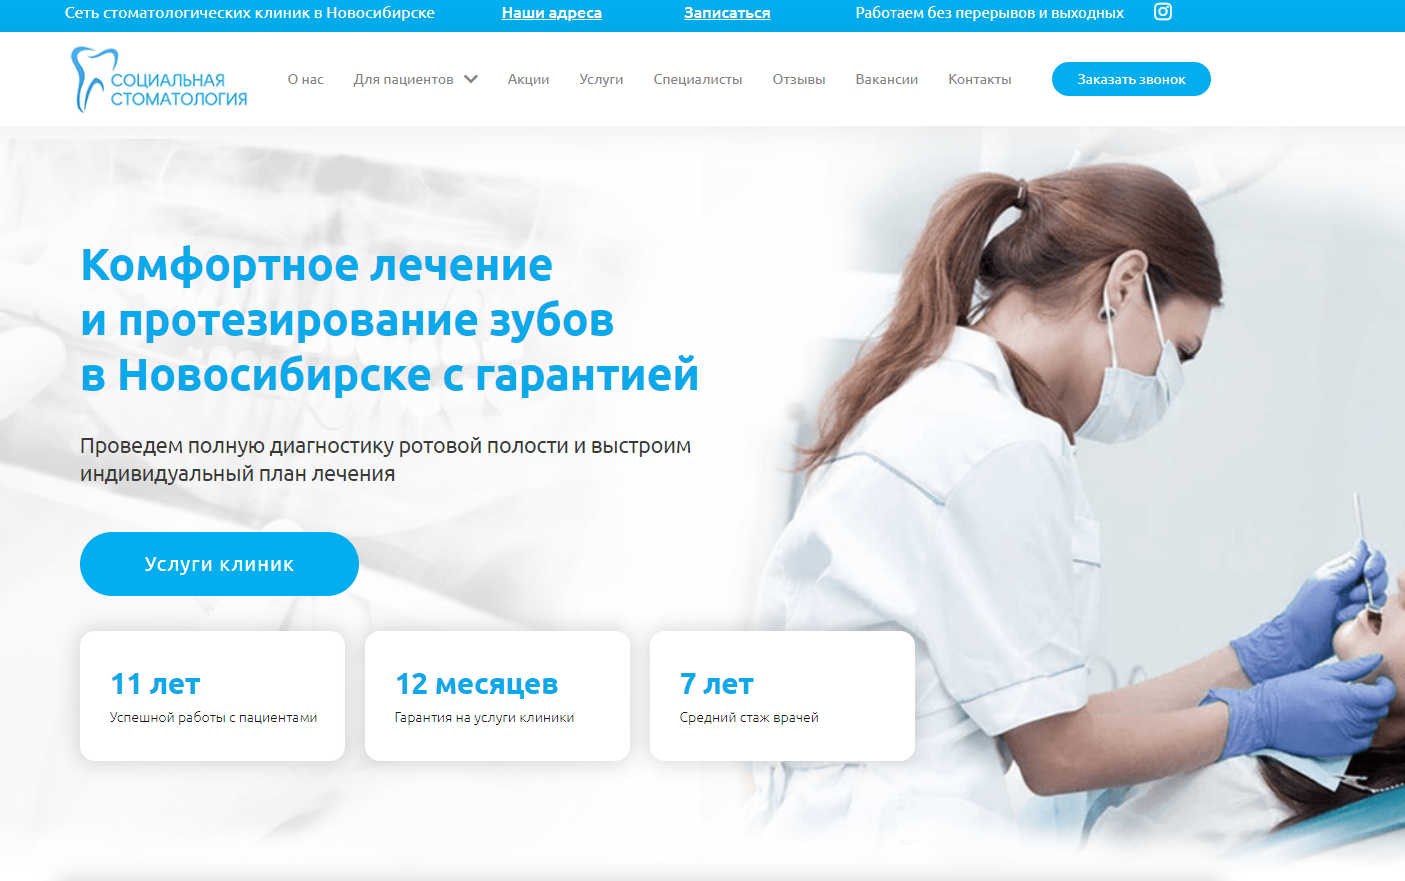 Сеть стоматологических клиник в Новосибирске
Наши адреса
Записаться
Работаем без перерывов и выходных
СОЦИАЛЬНАЯ
СТОМАТОЛОГИЯ
О нас
Для пациентов
Акции
Услуги
Специалисты
Отзывы
Вакансии
Контакты
Заказать звонок
Комфортное лечение
и протезирование зубов
в Новосибирске с гарантией
Проведем полную диагностику ротовой полости и выстроим
индивидуальный план лечения
Услуги клиник
11 лет
Успешной работы с пациентами
12 месяцев
Гарантия на услуги клиники
7 лет
Средний стаж врачей